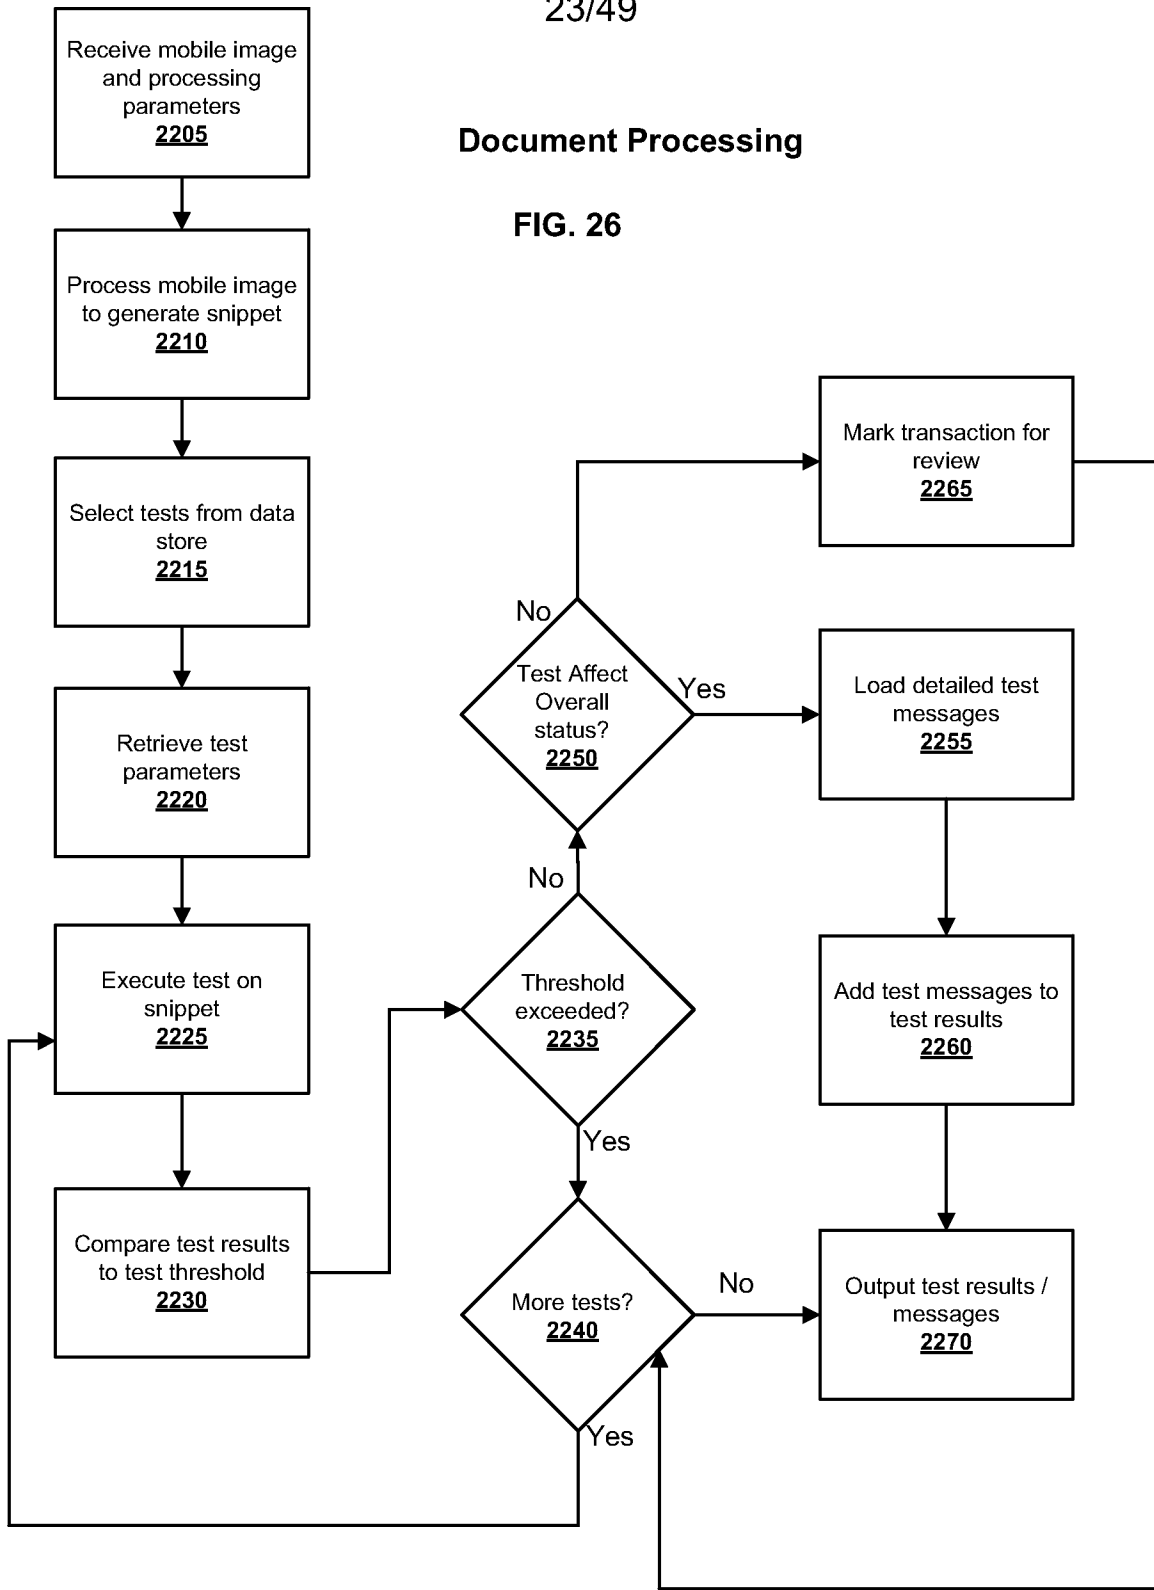 23/49
Document Processing
FIG. 26
Receive mobile image
and processing
parameters
2205
Process mobile image
to generate snippet
2210
Select tests from data
store
2215
Retrieve test
parameters
2220
Execute test on
snippet
2225
Compare test results
to test threshold
2230
No
Test Affect
Overall
status?
2250
Yes
No
Threshold
exceeded?
2235
Yes
More tests?
2240
No
Yes
Mark transaction for
review
2265
Load detailed test
messages
2255
Add test messages to
test results
2260
Output test results /
messages
2270